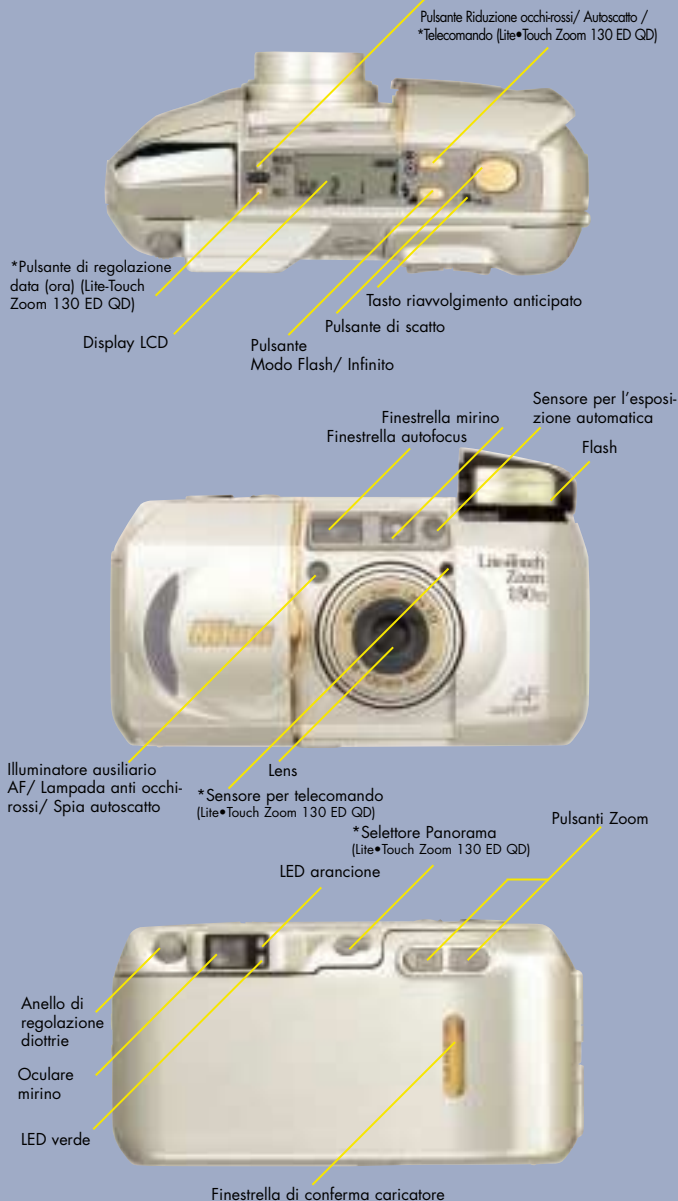 Pulsante Riduzione occhi-rossi/ Autoscatto /
*Telecomando (Lite•Touch Zoom 130 ED QD)
*Pulsante di regolazione
data (ora) (Lite-Touch
Zoom 130 ED QD)
Display LCD
Pulsante
Modo Flash/ Infinito
Pulsante di scatto
Tasto riavvolgimento anticipato
Sensore per l'esposi-
zione automatica
Finestrella mirino
Finestrella autofocus
Flash
Lite•Touch
Zoom
130
Nikon
AF
Illuminatore ausiliario
AF/ Lampada anti occhi-
rossi/ Spia autoscatto
Lens
*Sensore per telecomando
(Lite•Touch Zoom 130 ED QD)
*Selettore Panorama
(Lite•Touch Zoom 130 ED QD)
Pulsanti Zoom
LED arancione
Anello di
regolazione
diottrie
Oculare
mirino
LED verde
Finestrella di conferma caricatore